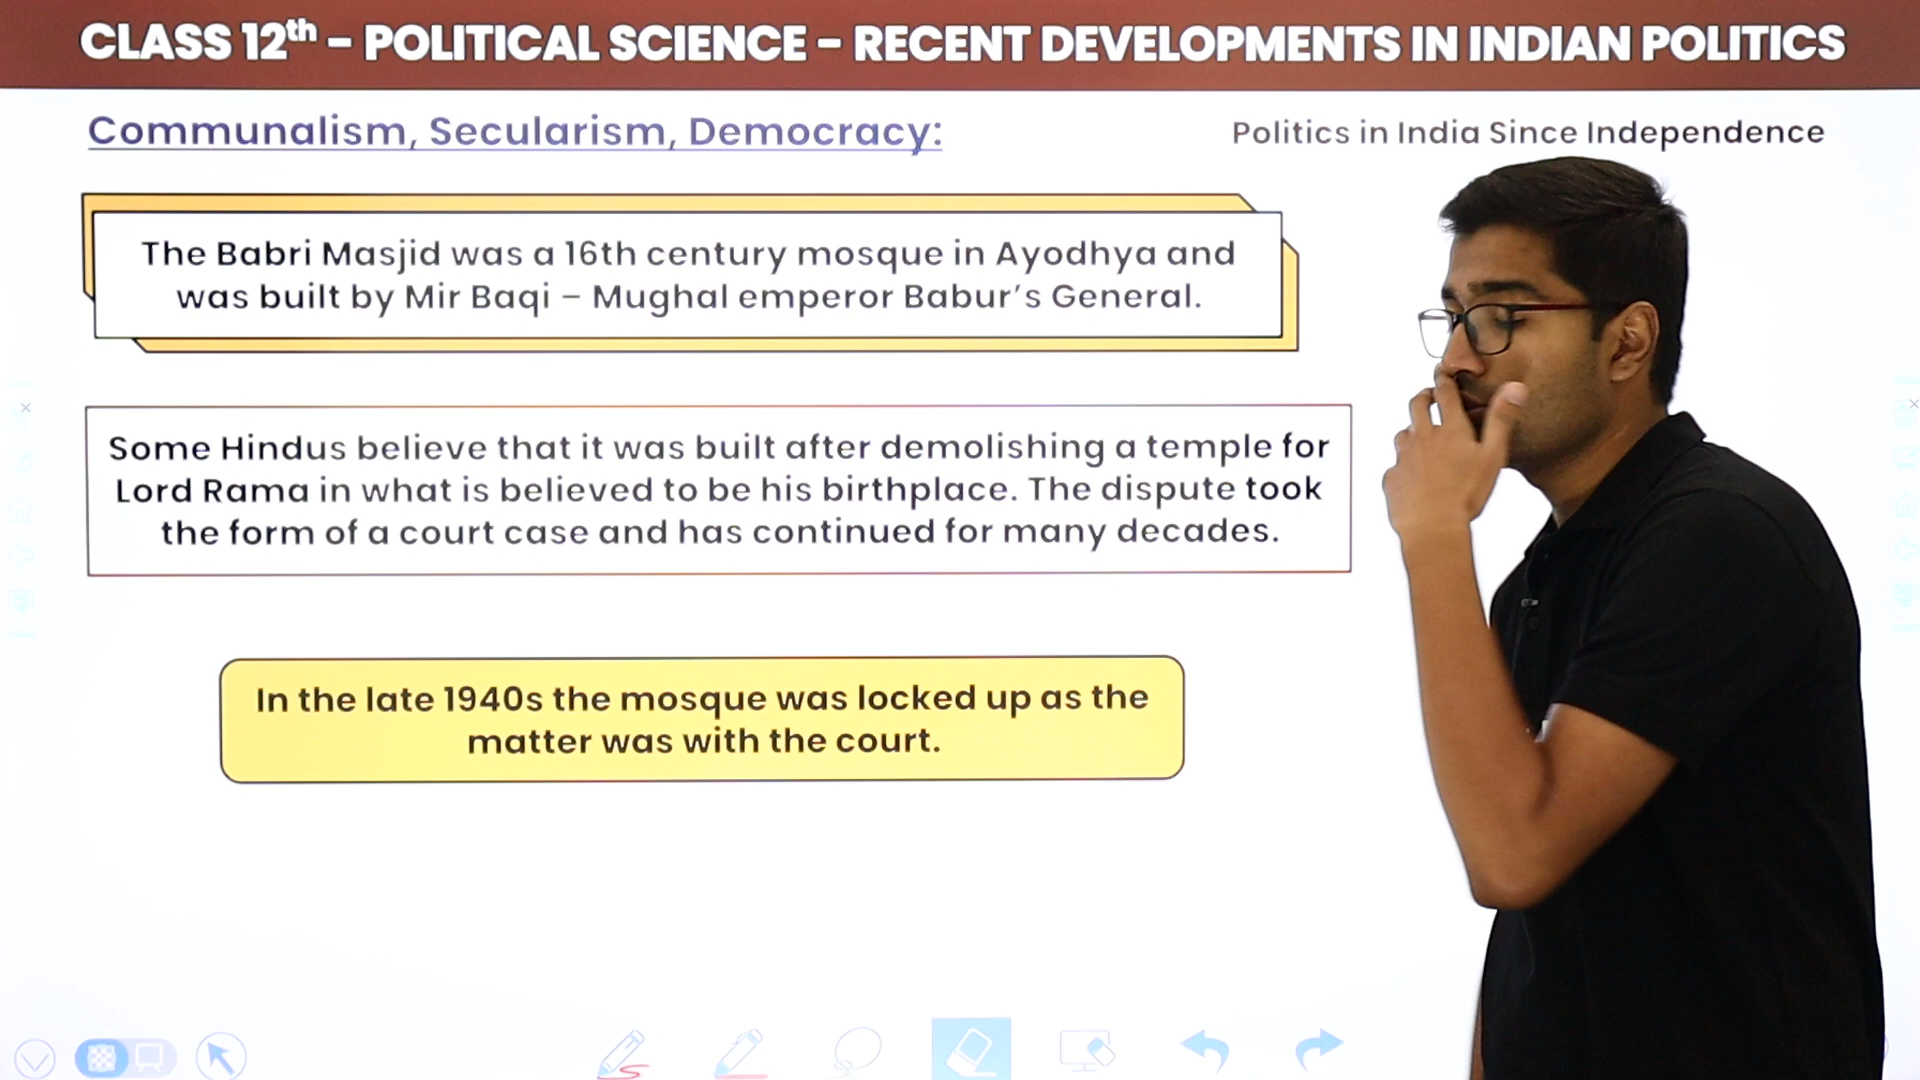 CLASS 12th – POLITICAL SCIENCE – RECENT DEVELOPMENTS IN INDIAN POLITICS
Communalism, Secularism, Democracy:
Politics in India Since Independence
The Babri Masjid was a 16th century mosque in Ayodhya and
was built by Mir Baqi – Mughal emperor Babur’s General.
Some Hindus believe that it was built after demolishing a temple for
Lord Rama in what is believed to be his birthplace. The dispute took
the form of a court case and has continued for many decades.
In the late 1940s the mosque was locked up as the
matter was with the court.